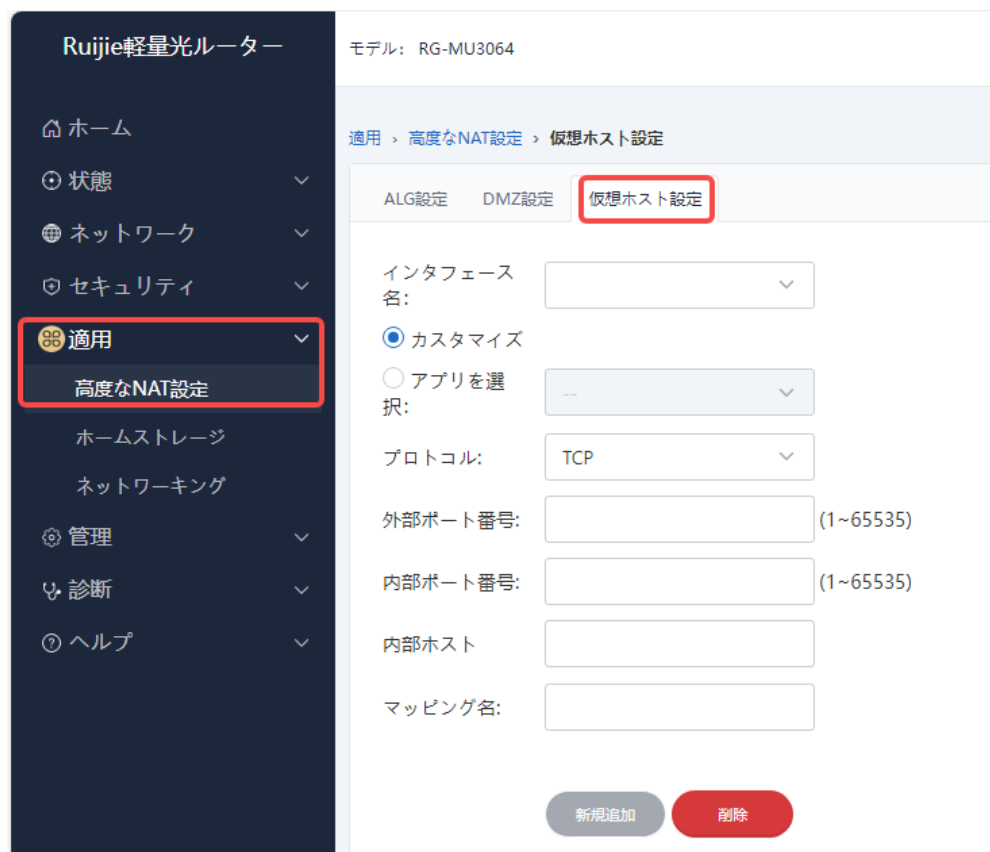 Ruijie軽量光ルーター
モデル: RG-MU3064
ホーム
状態
ネットワーク
セキュリティ
適用
高度なNAT設定
ホームストレージ
ネットワーキング
管理
診断
ヘルプ
適用 › 高度なNAT設定 › 仮想ホスト設定
ALG設定 DMZ設定 仮想ホスト設定
インタフェース
名:
カスタマイズ
アプリを選
択:
--
プロトコル: TCP
外部ポート番号: (1~65535)
内部ポート番号: (1~65535)
内部ホスト
マッピング名:
新規追加 削除